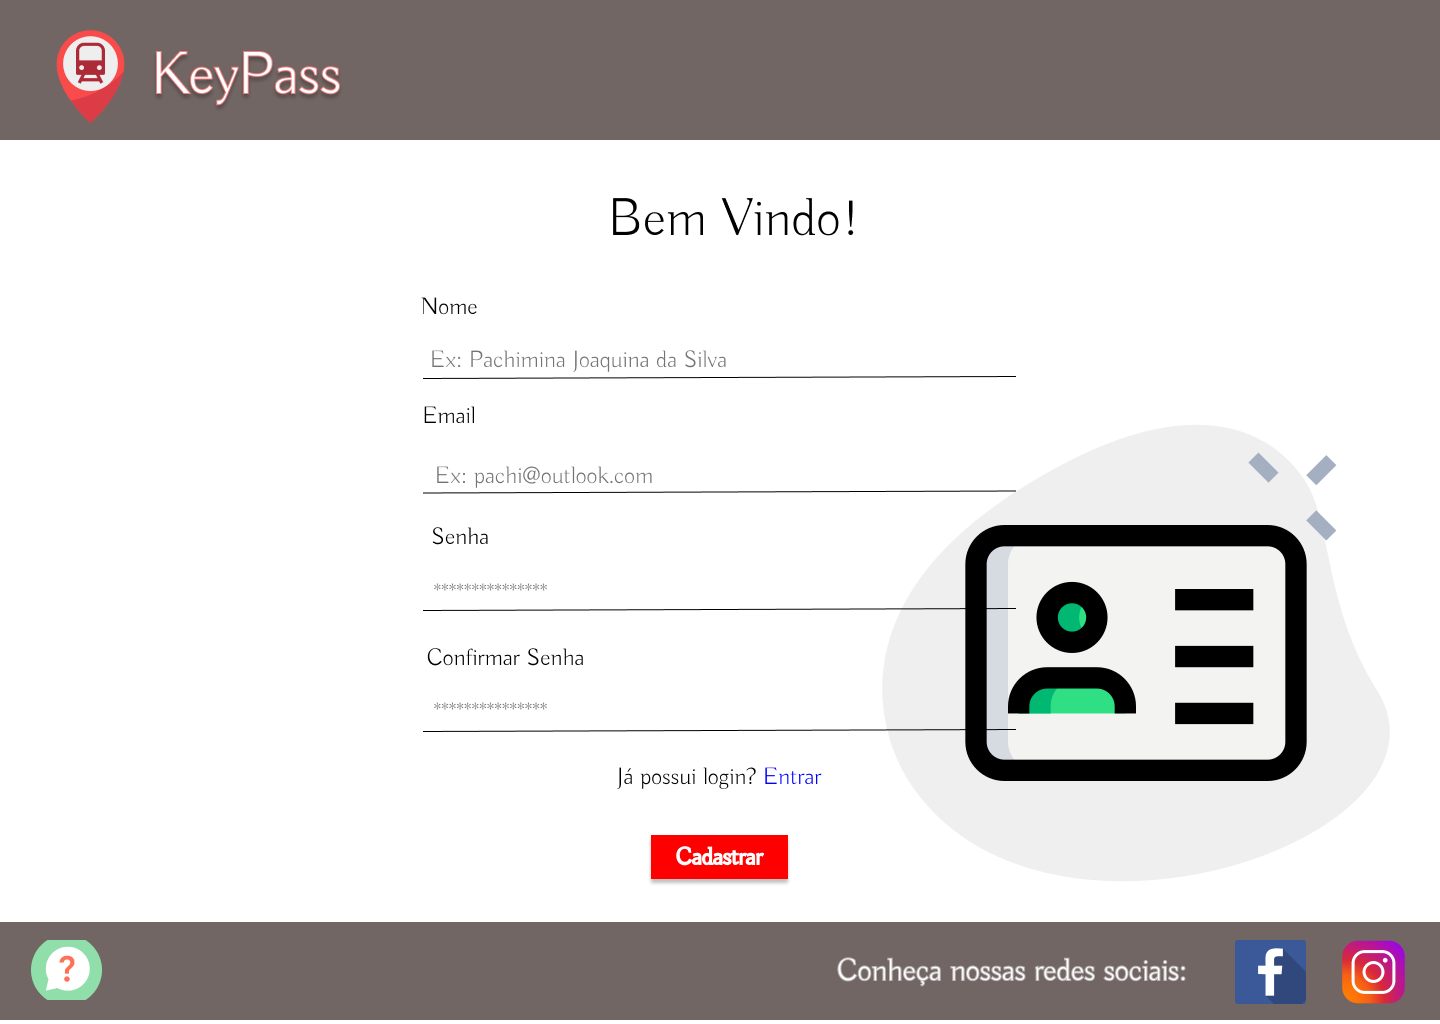 KeyPass
Bem Vindo!
Nome
Ex: Pachimina Joaquina da Silva
Email
Ex: pachi@outlook.com
Senha
***************
Confirmar Senha
***************
Já possui login? Entrar
Cadastrar
?
Conheça nossas redes sociais:
f